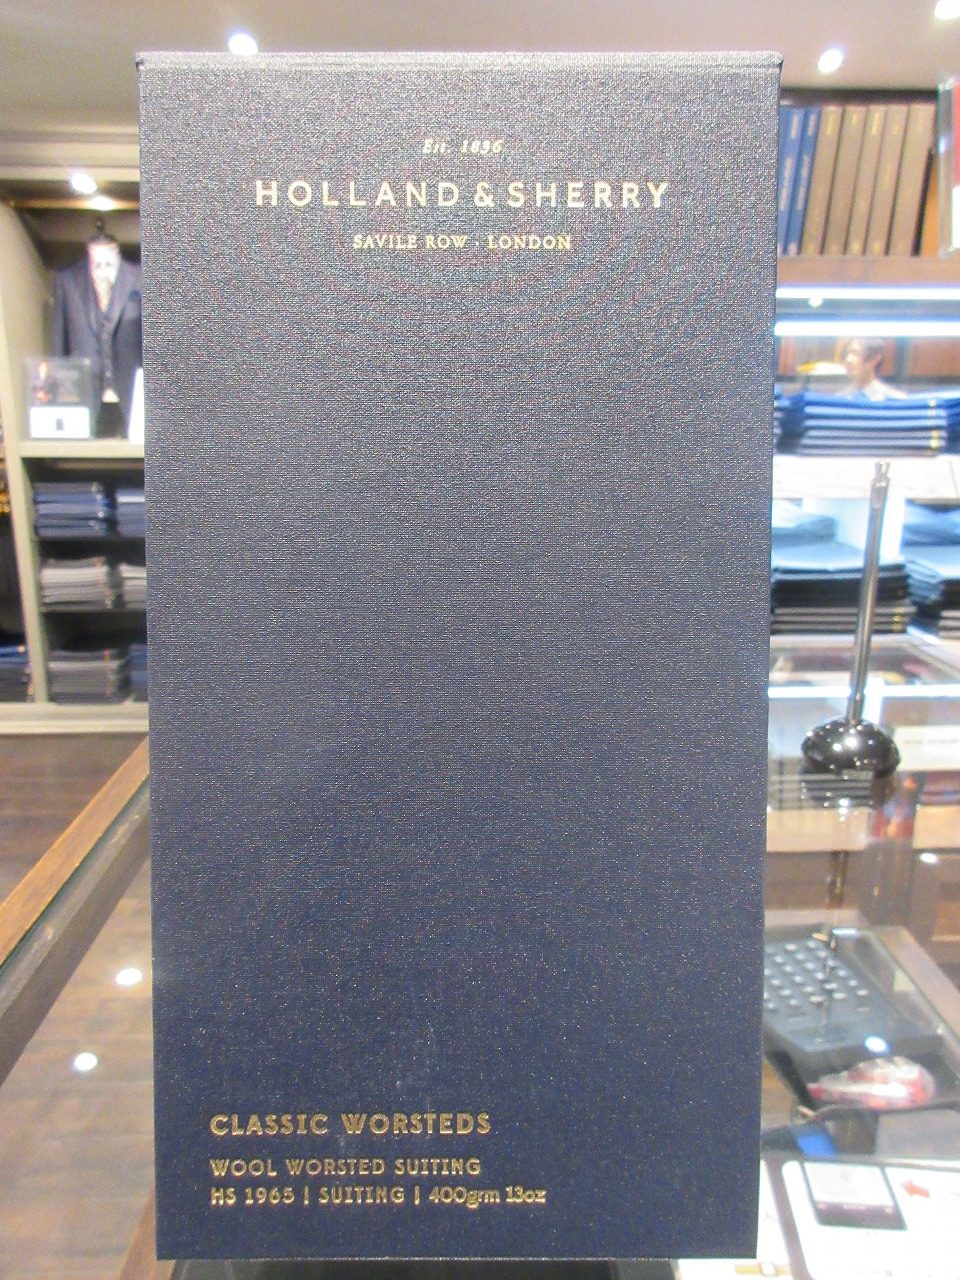 Est. 1836
HOLLAND & SHERRY
SAVILE ROW · LONDON
CLASSIC WORSTEDS
WOOL WORSTED SUITING
HS 1965 | SUITING | 400grm 13oz